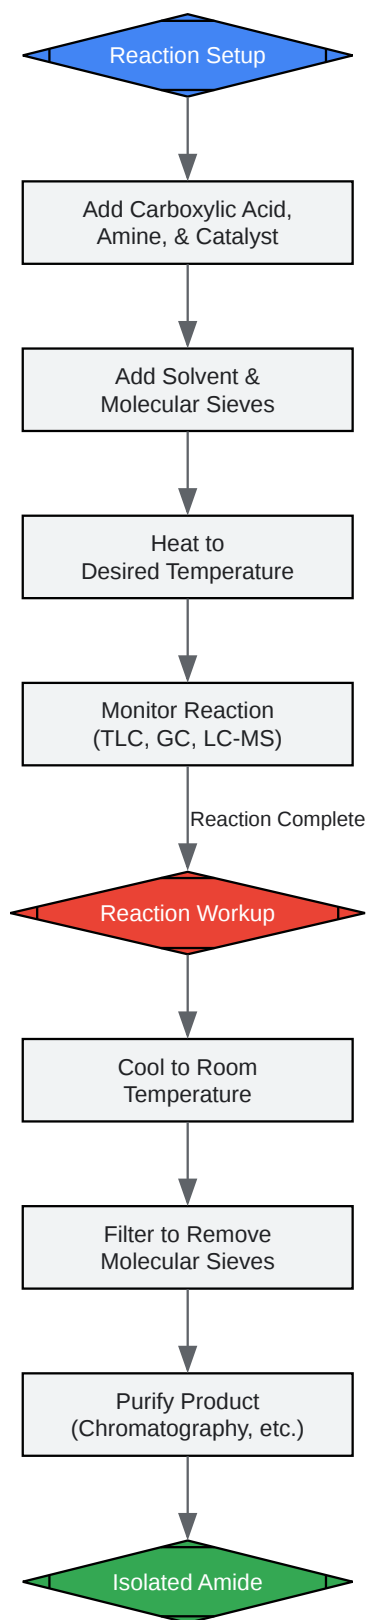 Reaction Setup
Add Carboxylic Acid,
Amine, & Catalyst
Add Solvent &
Molecular Sieves
Heat to
Desired Temperature
Monitor Reaction
(TLC, GC, LC-MS)
Reaction Complete
Reaction Workup
Cool to Room
Temperature
Filter to Remove
Molecular Sieves
Purify Product
(Chromatography, etc.)
Isolated Amide